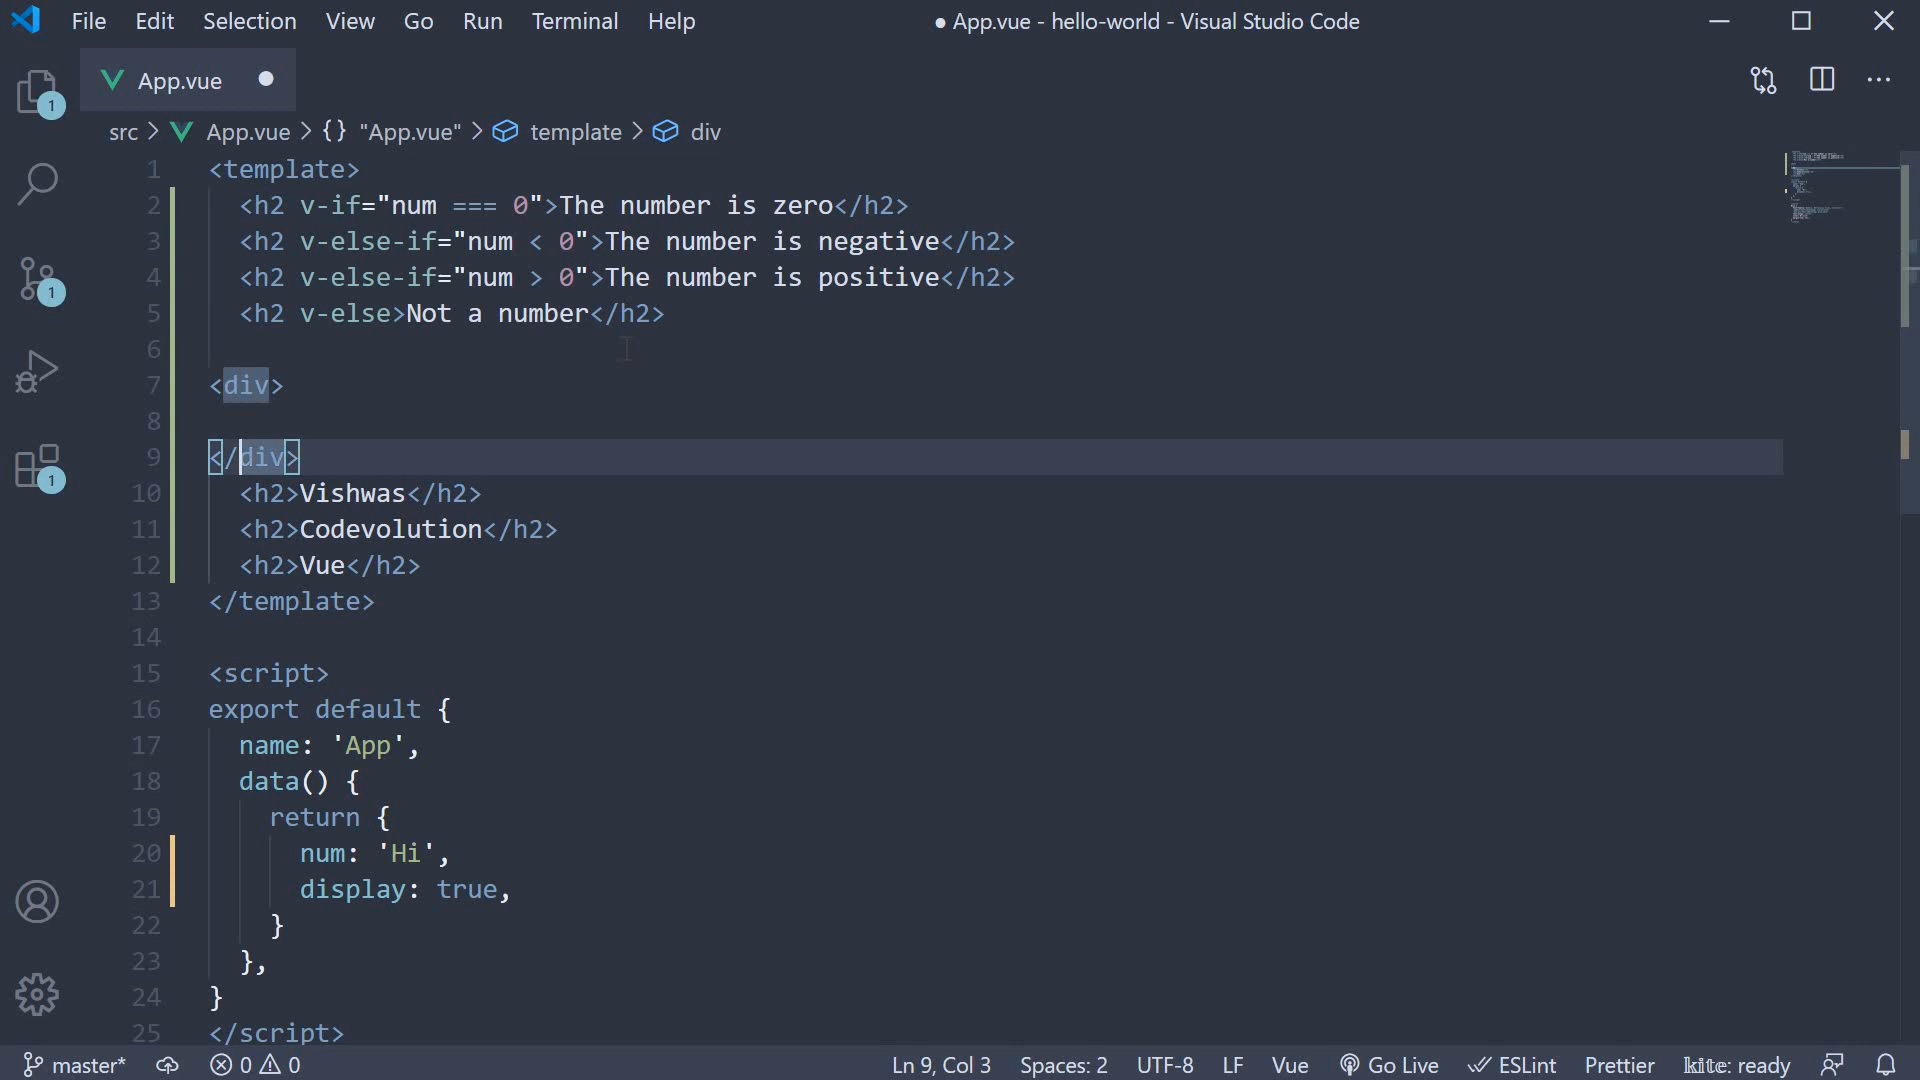 File Edit Selection View Go Run Terminal Help ● App.vue - hello-world - Visual Studio Code
App.vue
src > App.vue > {} "App.vue" > template > div
1 <template>
2 <h2 v-if="num === 0">The number is zero</h2>
3 <h2 v-else-if="num < 0">The number is negative</h2>
4 <h2 v-else-if="num > 0">The number is positive</h2>
5 <h2 v-else>Not a number</h2>
6
7 <div>
8
9 </div>
10 <h2>Vishwas</h2>
11 <h2>Codevolution</h2>
12 <h2>Vue</h2>
13 </template>
14
15 <script>
16 export default {
17 name: 'App',
18 data() {
19 return {
20 num: 'Hi',
21 display: true,
22 }
23 },
24 }
25 </script>
1
1
1
master* 0 0 Ln 9, Col 3 Spaces: 2 UTF-8 LF Vue Go Live ESLint Prettier kite: ready